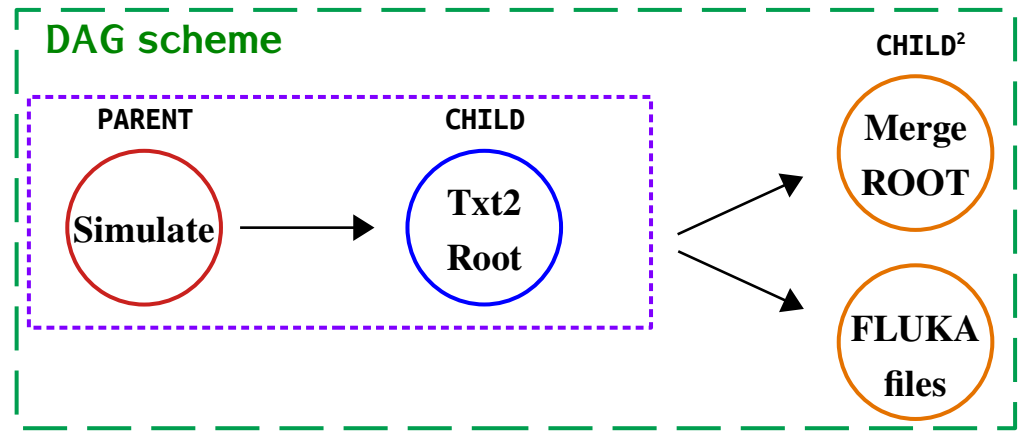 DAG scheme
PARENT
Simulate
CHILD
Txt2
Root
CHILD²
Merge
ROOT
FLUKA
files